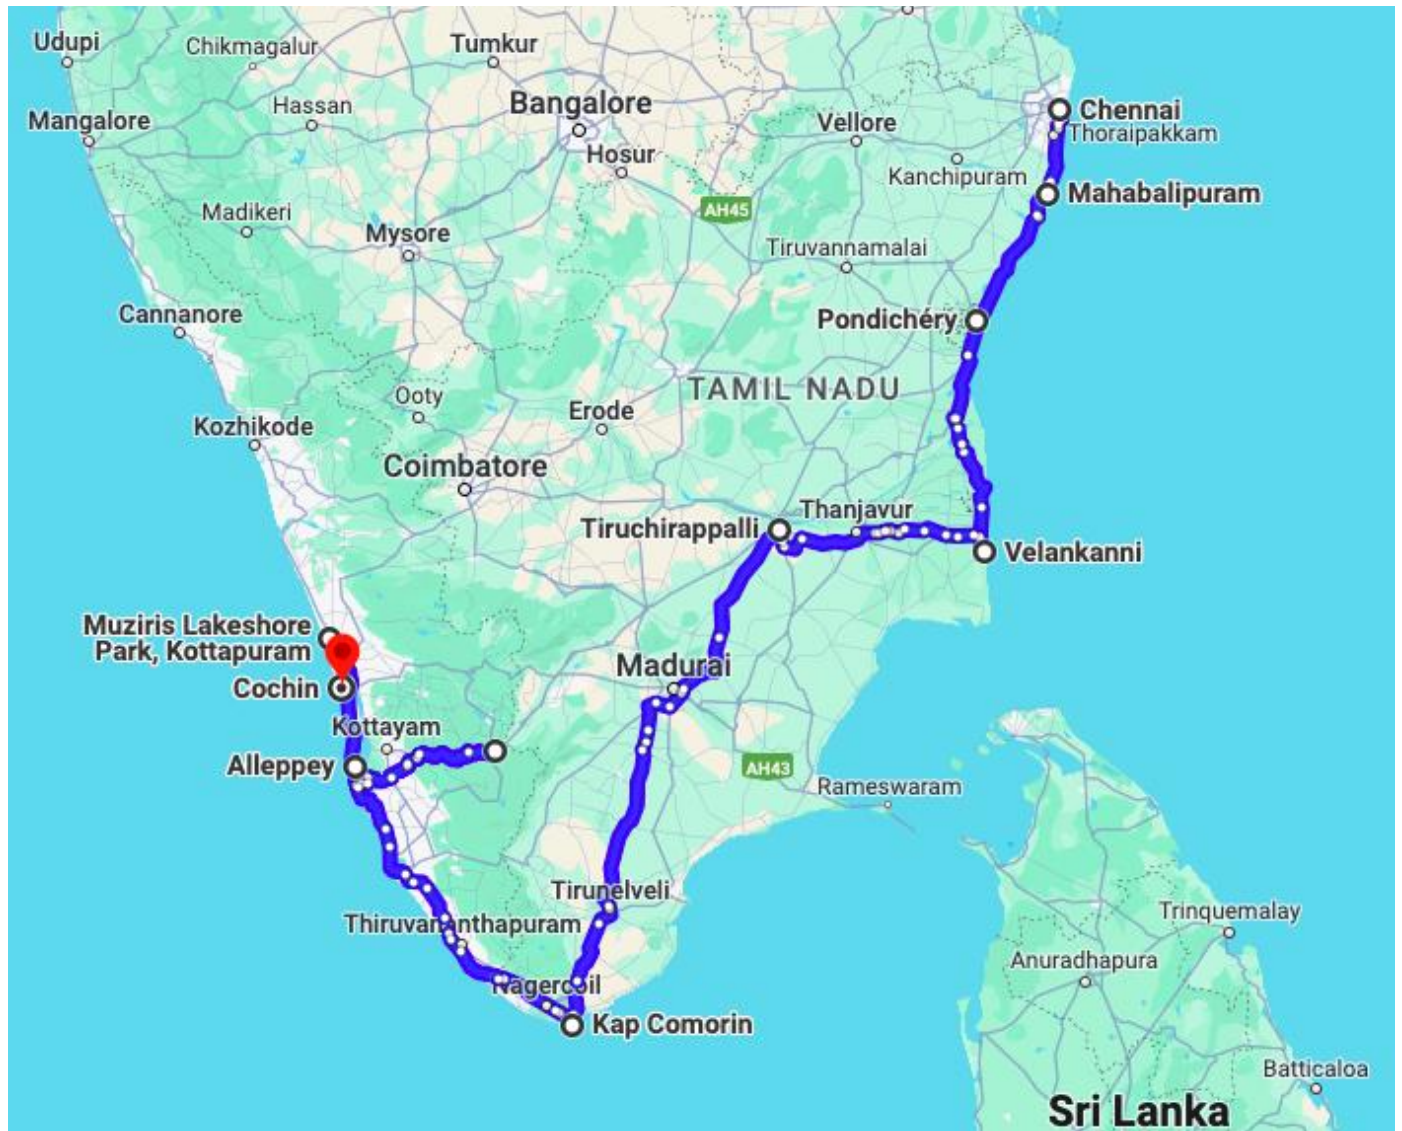 Udupi
Chikmagalur
Tumkur
Hassan
Bangalore
Mangalore
Vellore
Chennai
Thoraipakkam
Hosur
Kanchipuram
Mahabalipuram
Madikeri
AH45
Mysore
Tiruvannamalai
Cannanore
Pondichéry
TAMIL NADU
Ooty
Erode
Kozhikode
Coimbatore
Thanjavur
Tiruchirappalli
Velankanni
Muziris Lakeshore
Park, Kottapuram
Madurai
Cochin
Kottayam
Alleppey
AH43
Rameswaram
Tirunelveli
Thiruvananthapuram
Trinquemalay
Anuradhapura
Nagercoil
Kap Comorin
Batticaloa
Sri Lanka